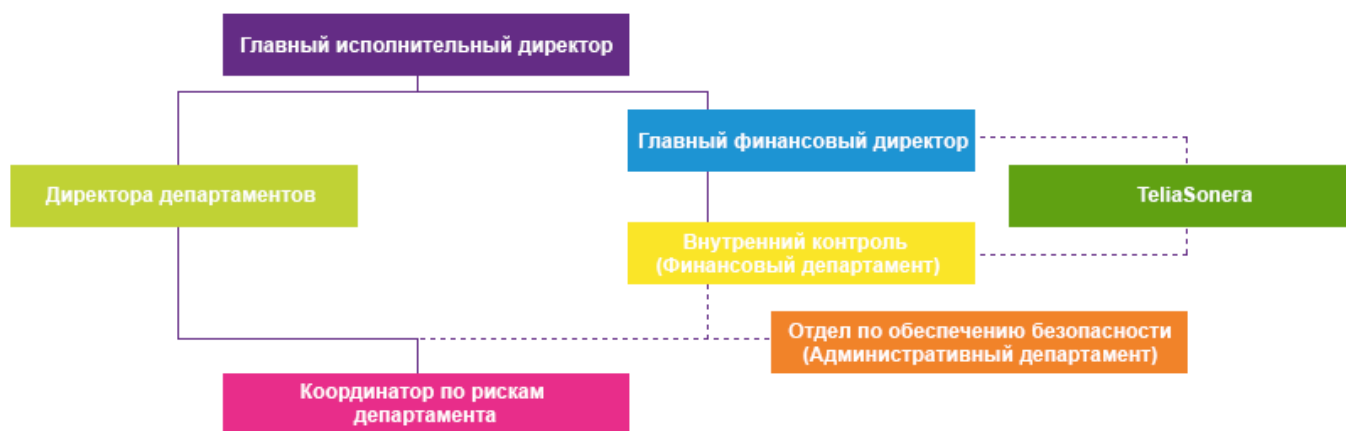 Главный исполнительный директор
Главный финансовый директор
Директора департаментов
TeliaSonera
Внутренний контроль
(Финансовый департамент)
Отдел по обеспечению безопасности
(Административный департамент)
Координатор по рискам
департамента